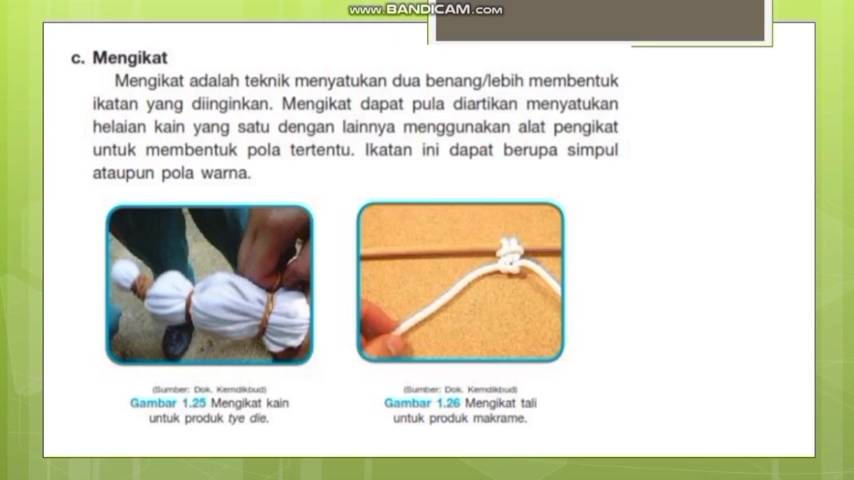 www.BANDICAM.com
c. Mengikat
Mengikat adalah teknik menyatukan dua benang/lebih membentuk
ikatan yang diinginkan. Mengikat dapat pula diartikan menyatukan
helaian kain yang satu dengan lainnya menggunakan alat pengikat
untuk membentuk pola tertentu. Ikatan ini dapat berupa simpul
ataupun pola warna.
(Sumber: Dok. Kemdikbud)
Gambar 1.25 Mengikat kain
untuk produk tye die.
(Sumber: Dok. Kemdikbud)
Gambar 1.26 Mengikat tali
untuk produk makrame.